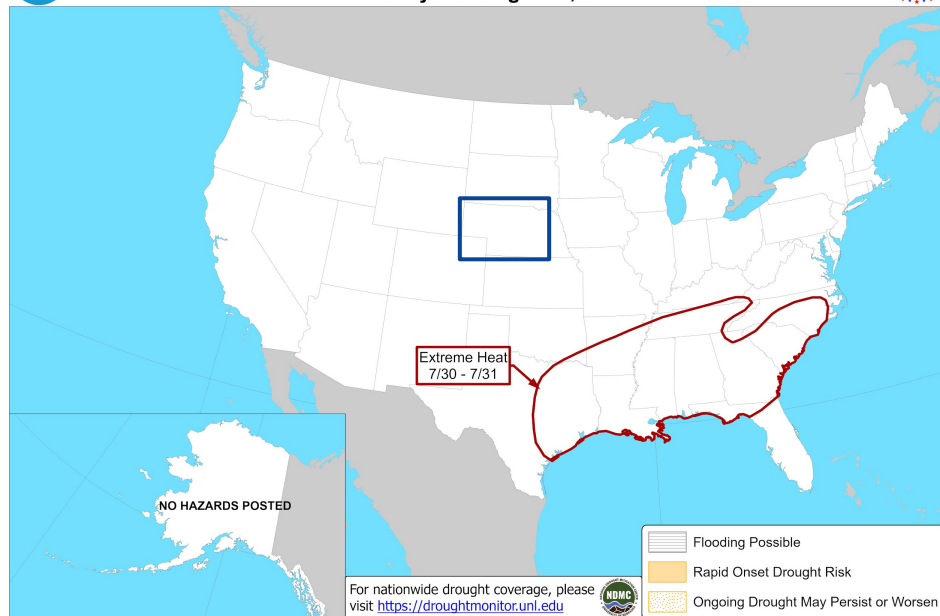 Extreme Heat
7/30 - 7/31
NO HAZARDS POSTED
For nationwide drought coverage, please
visit https://droughtmonitor.unl.edu
NDMC
Flooding Possible
Rapid Onset Drought Risk
Ongoing Drought May Persist or Worsen